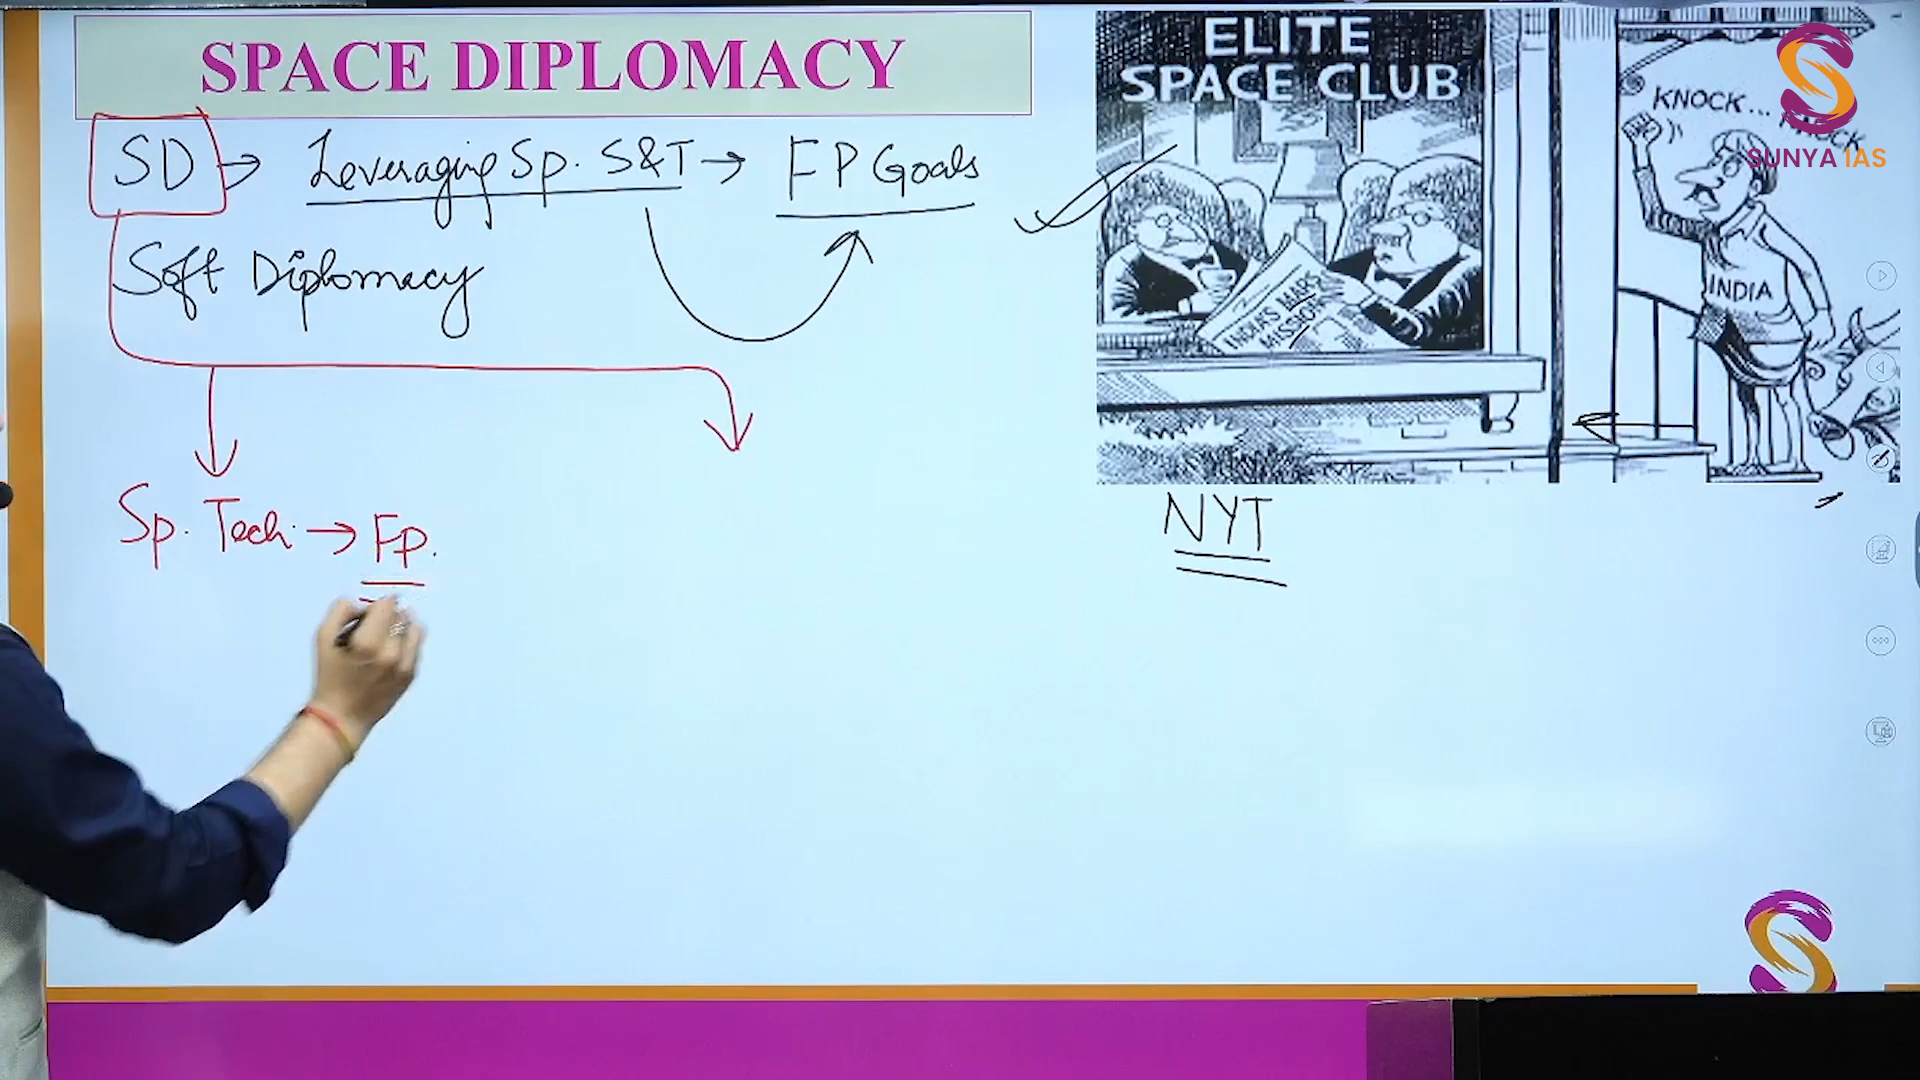 SPACE DIPLOMACY
SD → Leveraging Sp. S&T → FP Goals
Soft Diplomacy
Sp. Tech. → Fp.
ELITE
SPACE CLUB
INDIA'S MARS
MISSION
KNOCK...
KNOCK
INDIA
NYT
SUNYA IAS